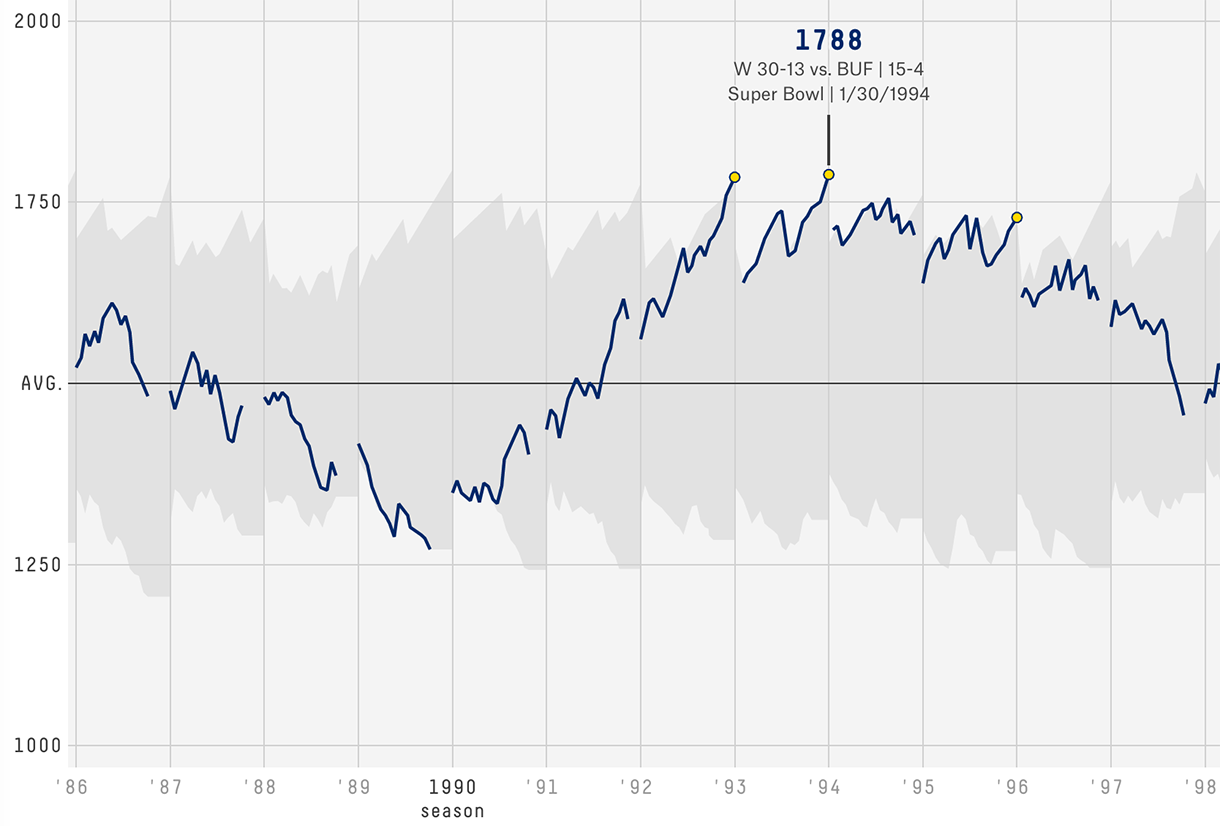 2000
1788
W 30-13 vs. BUF | 15-4
Super Bowl | 1/30/1994
1750
AVG.
1250
1000
'86 '87 '88 '89 1990 '91 '92 '93 '94 '95 '96 '97 '98
season